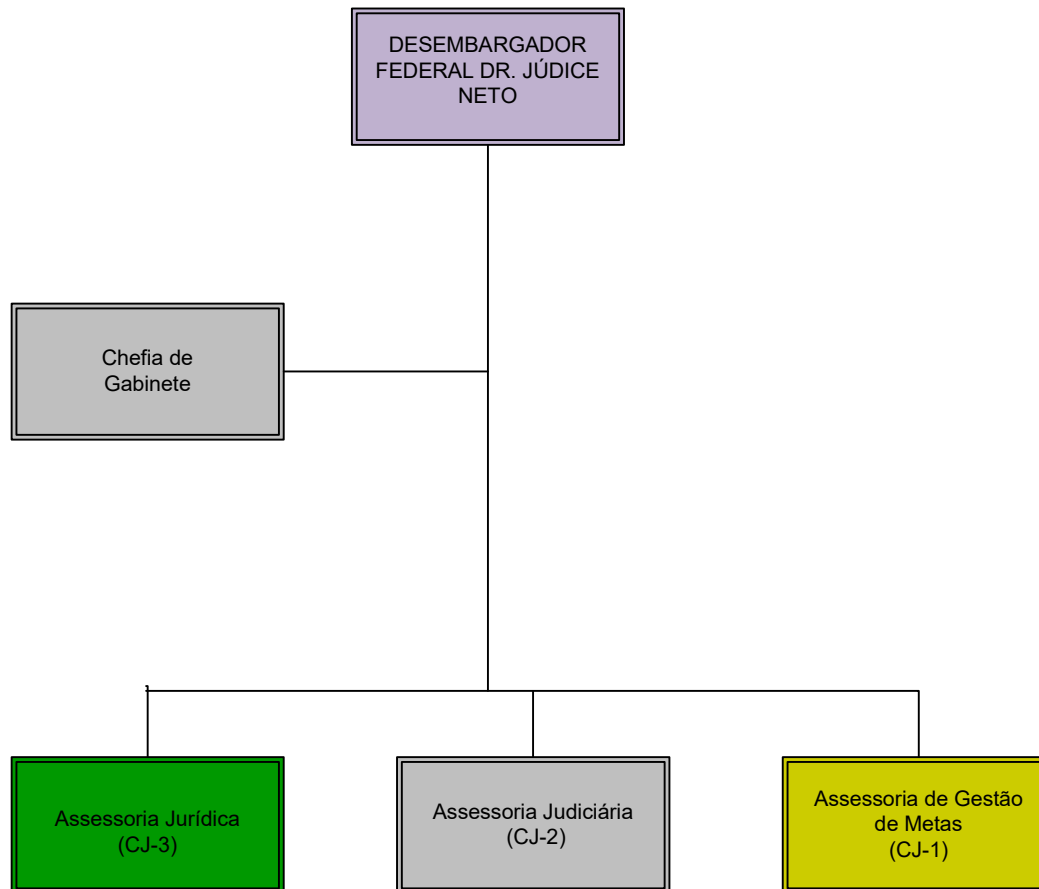 DESEMBARGADOR
FEDERAL DR. JÚDICE
NETO
Chefia de
Gabinete
Assessoria Jurídica
(CJ-3)
Assessoria Judiciária
(CJ-2)
Assessoria de Gestão
de Metas
(CJ-1)